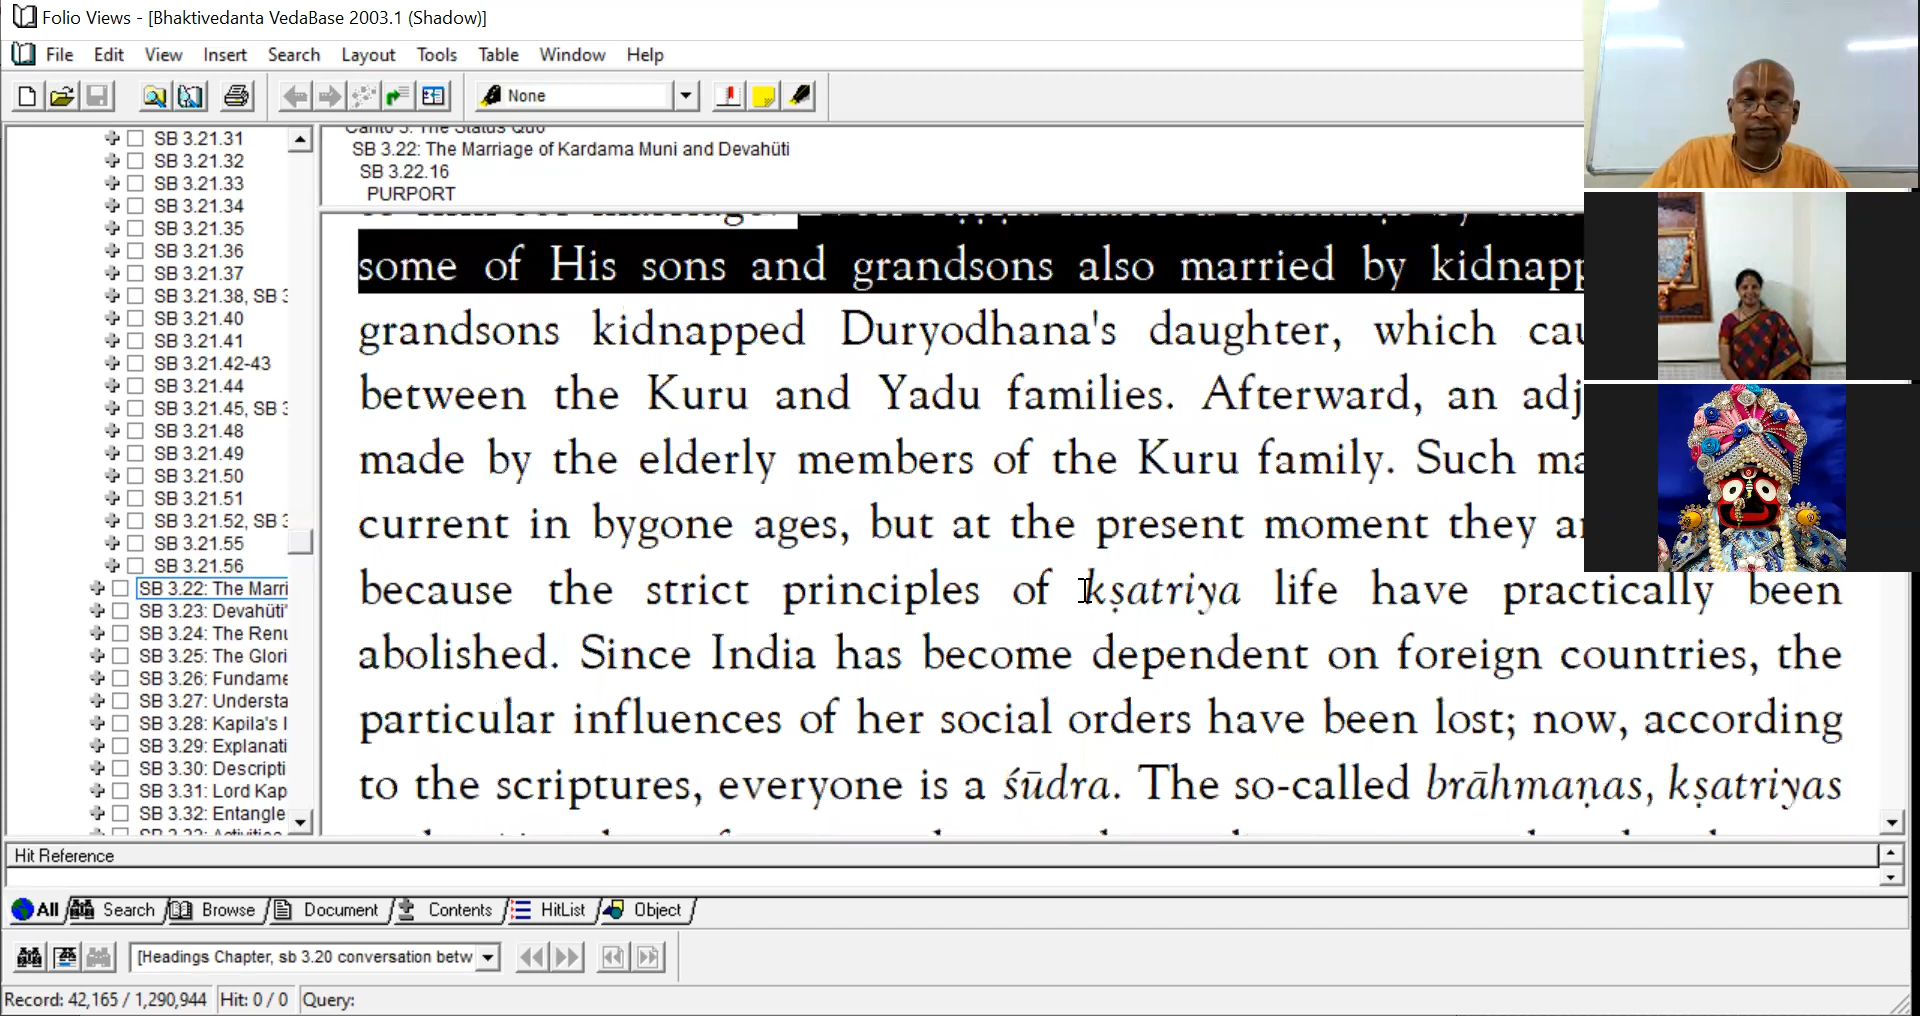 Folio Views - [Bhaktivedanta VedaBase 2003.1 (Shadow)]
File Edit View Insert Search Layout Tools Table Window Help
None
SB 3.21.31
SB 3.21.32
SB 3.21.33
SB 3.21.34
SB 3.21.35
SB 3.21.36
SB 3.21.37
SB 3.21.38, SB 3
SB 3.21.40
SB 3.21.41
SB 3.21.42-43
SB 3.21.44
SB 3.21.45, SB 3
SB 3.21.48
SB 3.21.49
SB 3.21.50
SB 3.21.51
SB 3.21.52, SB 3
SB 3.21.55
SB 3.21.56
SB 3.22: The Marri
SB 3.23: Devahüti'
SB 3.24: The Renu
SB 3.25: The Glori
SB 3.26: Fundame
SB 3.27: Understa
SB 3.28: Kapila's I
SB 3.29: Explanati
SB 3.30: Descripti
SB 3.31: Lord Kap
SB 3.32: Entangle
Canto 3: The Status Quo
SB 3.22: The Marriage of Kardama Muni and Devahüti
SB 3.22.16
PURPORT
some of His sons and grandsons also married by kidnapp
grandsons kidnapped Duryodhana's daughter, which cau
between the Kuru and Yadu families. Afterward, an adj
made by the elderly members of the Kuru family. Such ma
current in bygone ages, but at the present moment they ar
because the strict principles of kṣatriya life have practically been
abolished. Since India has become dependent on foreign countries, the
particular influences of her social orders have been lost; now, according
to the scriptures, everyone is a śūdra. The so-called brāhmaṇas, kṣatriyas
Hit Reference
All Search Browse Document Contents HitList Object
[Headings Chapter, sb 3.20 conversation betw
Record: 42,165 / 1,290,944 Hit: 0 / 0 Query: